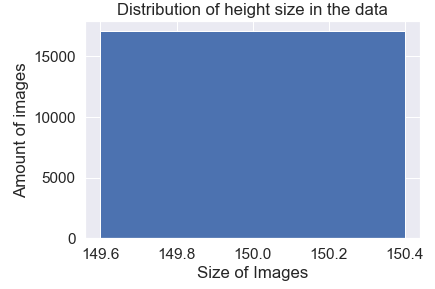 Distribution of height size in the data
Amount of images
15000
10000
5000
0
149.6 149.8 150.0 150.2 150.4
Size of Images